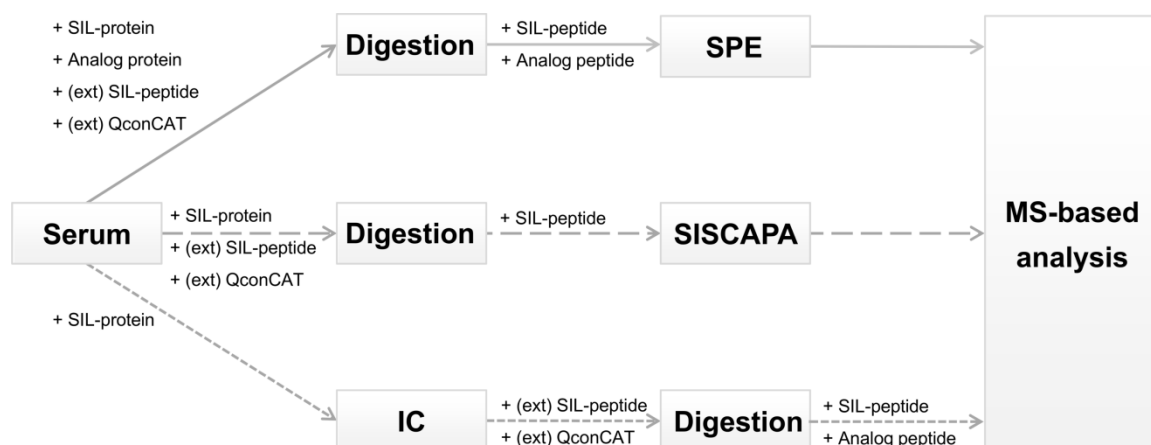 + SIL-protein
+ Analog protein
+ (ext) SIL-peptide
+ (ext) QconCAT
Digestion
+ SIL-peptide
+ Analog peptide
SPE
Serum
+ SIL-protein
+ (ext) SIL-peptide
+ (ext) QconCAT
Digestion
+ SIL-peptide
SISCAPA
MS-based
analysis
+ SIL-protein
IC
+ (ext) SIL-peptide
+ (ext) QconCAT
Digestion
+ SIL-peptide
+ Analog peptide